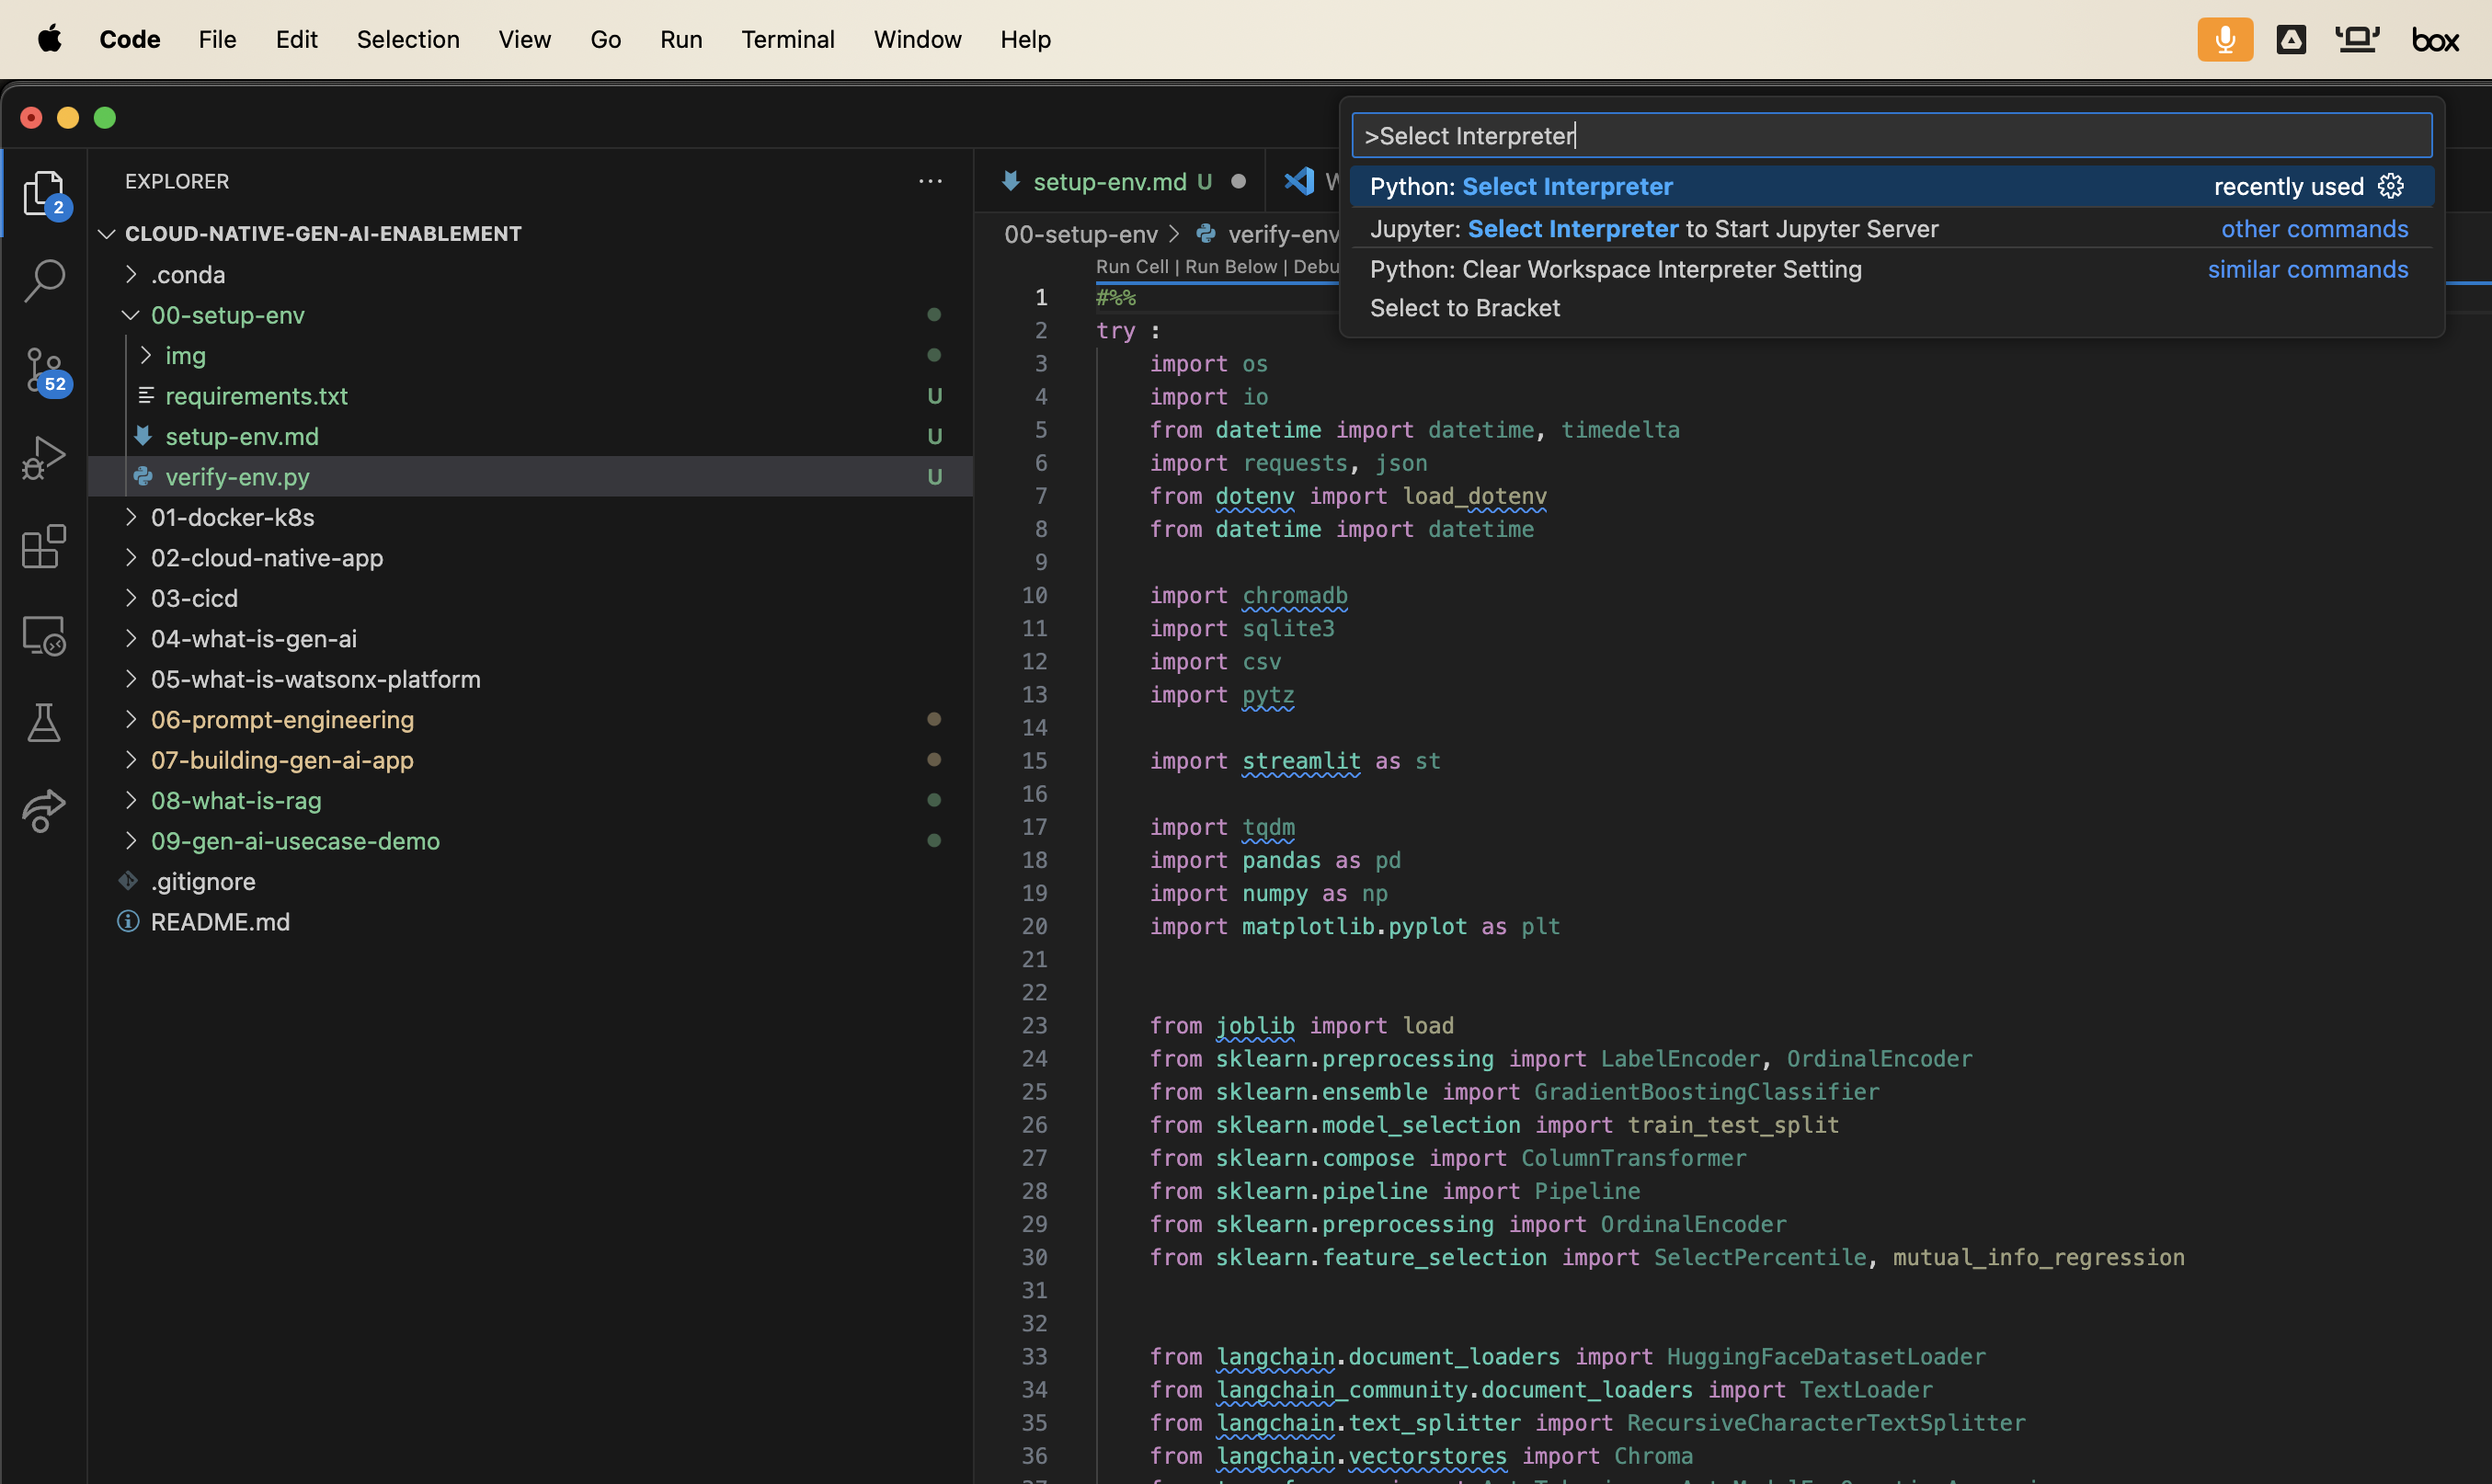 Code File Edit Selection View Go Run Terminal Window Help box
>Select Interpreter
Python: Select Interpreter recently used
Jupyter: Select Interpreter to Start Jupyter Server other commands
Python: Clear Workspace Interpreter Setting similar commands
Select to Bracket
2
52
EXPLORER
CLOUD-NATIVE-GEN-AI-ENABLEMENT
.conda
00-setup-env
img
requirements.txt U
setup-env.md U
verify-env.py U
01-docker-k8s
02-cloud-native-app
03-cicd
04-what-is-gen-ai
05-what-is-watsonx-platform
06-prompt-engineering
07-building-gen-ai-app
08-what-is-rag
09-gen-ai-usecase-demo
.gitignore
README.md
setup-env.md U
00-setup-env > verify-env
Run Cell | Run Below | Debu
1 #%%
2 try :
3 import os
4 import io
5 from datetime import datetime, timedelta
6 import requests, json
7 from dotenv import load_dotenv
8 from datetime import datetime
9
10 import chromadb
11 import sqlite3
12 import csv
13 import pytz
14
15 import streamlit as st
16
17 import tqdm
18 import pandas as pd
19 import numpy as np
20 import matplotlib.pyplot as plt
21
22
23 from joblib import load
24 from sklearn.preprocessing import LabelEncoder, OrdinalEncoder
25 from sklearn.ensemble import GradientBoostingClassifier
26 from sklearn.model_selection import train_test_split
27 from sklearn.compose import ColumnTransformer
28 from sklearn.pipeline import Pipeline
29 from sklearn.preprocessing import OrdinalEncoder
30 from sklearn.feature_selection import SelectPercentile, mutual_info_regression
31
32
33 from langchain.document_loaders import HuggingFaceDatasetLoader
34 from langchain_community.document_loaders import TextLoader
35 from langchain.text_splitter import RecursiveCharacterTextSplitter
36 from langchain.vectorstores import Chroma